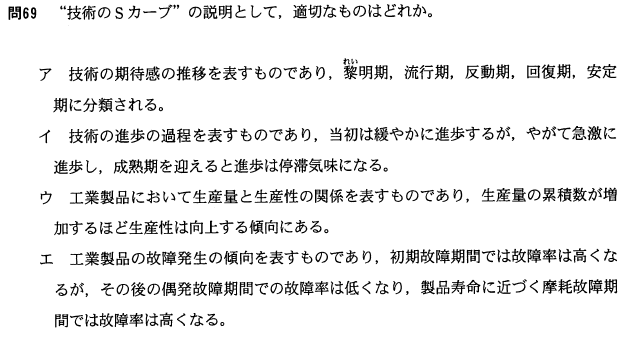 問69 “技術のSカーブ”の説明として，適切なものはどれか。
れい
ア 技術の期待感の推移を表すものであり，黎明期，流行期，反動期，回復期，安定
期に分類される。
イ 技術の進歩の過程を表すものであり，当初は緩やかに進歩するが，やがて急激に
進歩し，成熟期を迎えると進歩は停滞気味になる。
ウ 工業製品において生産量と生産性の関係を表すものであり，生産量の累積数が増
加するほど生産性は向上する傾向にある。
エ 工業製品の故障発生の傾向を表すものであり，初期故障期間では故障率は高くな
るが，その後の偶発故障期間での故障率は低くなり，製品寿命に近づく摩耗故障期
間では故障率は高くなる。